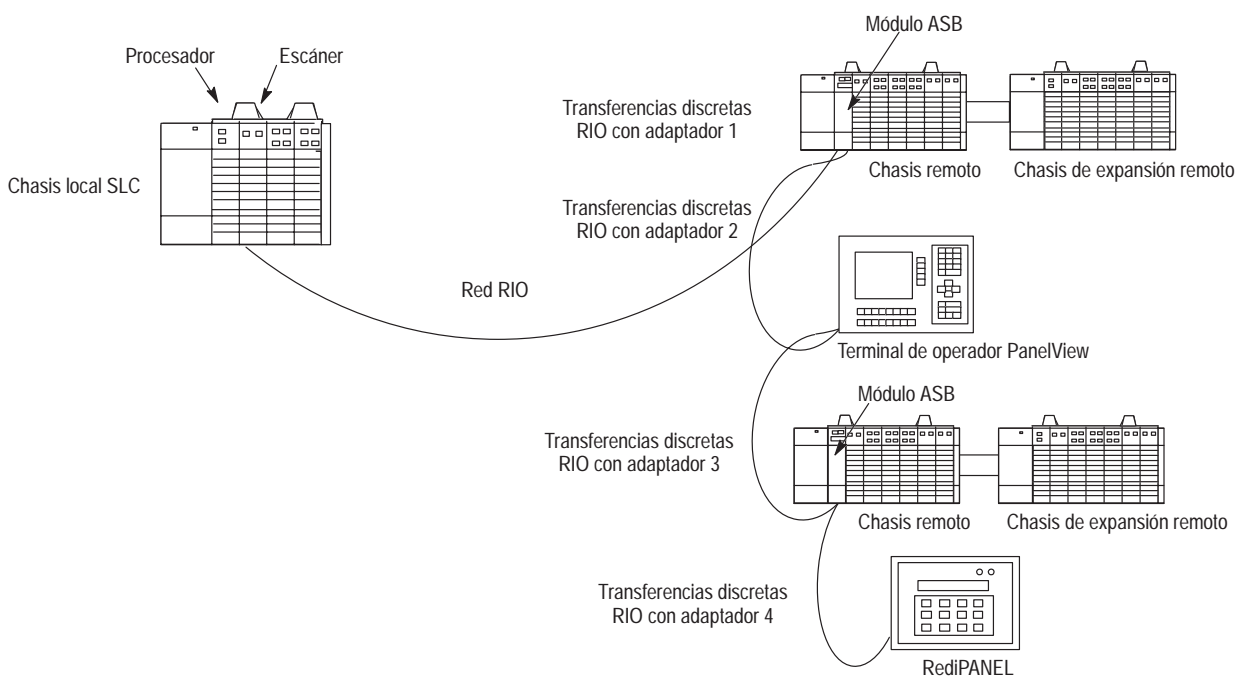 Módulo ASB
Procesador
Escáner
Transferencias discretas
RIO con adaptador 1
Chasis local SLC
Chasis remoto
Chasis de expansión remoto
Transferencias discretas
RIO con adaptador 2
Red RIO
Terminal de operador PanelView
Módulo ASB
Transferencias discretas
RIO con adaptador 3
Chasis remoto
Chasis de expansión remoto
Transferencias discretas
RIO con adaptador 4
RediPANEL